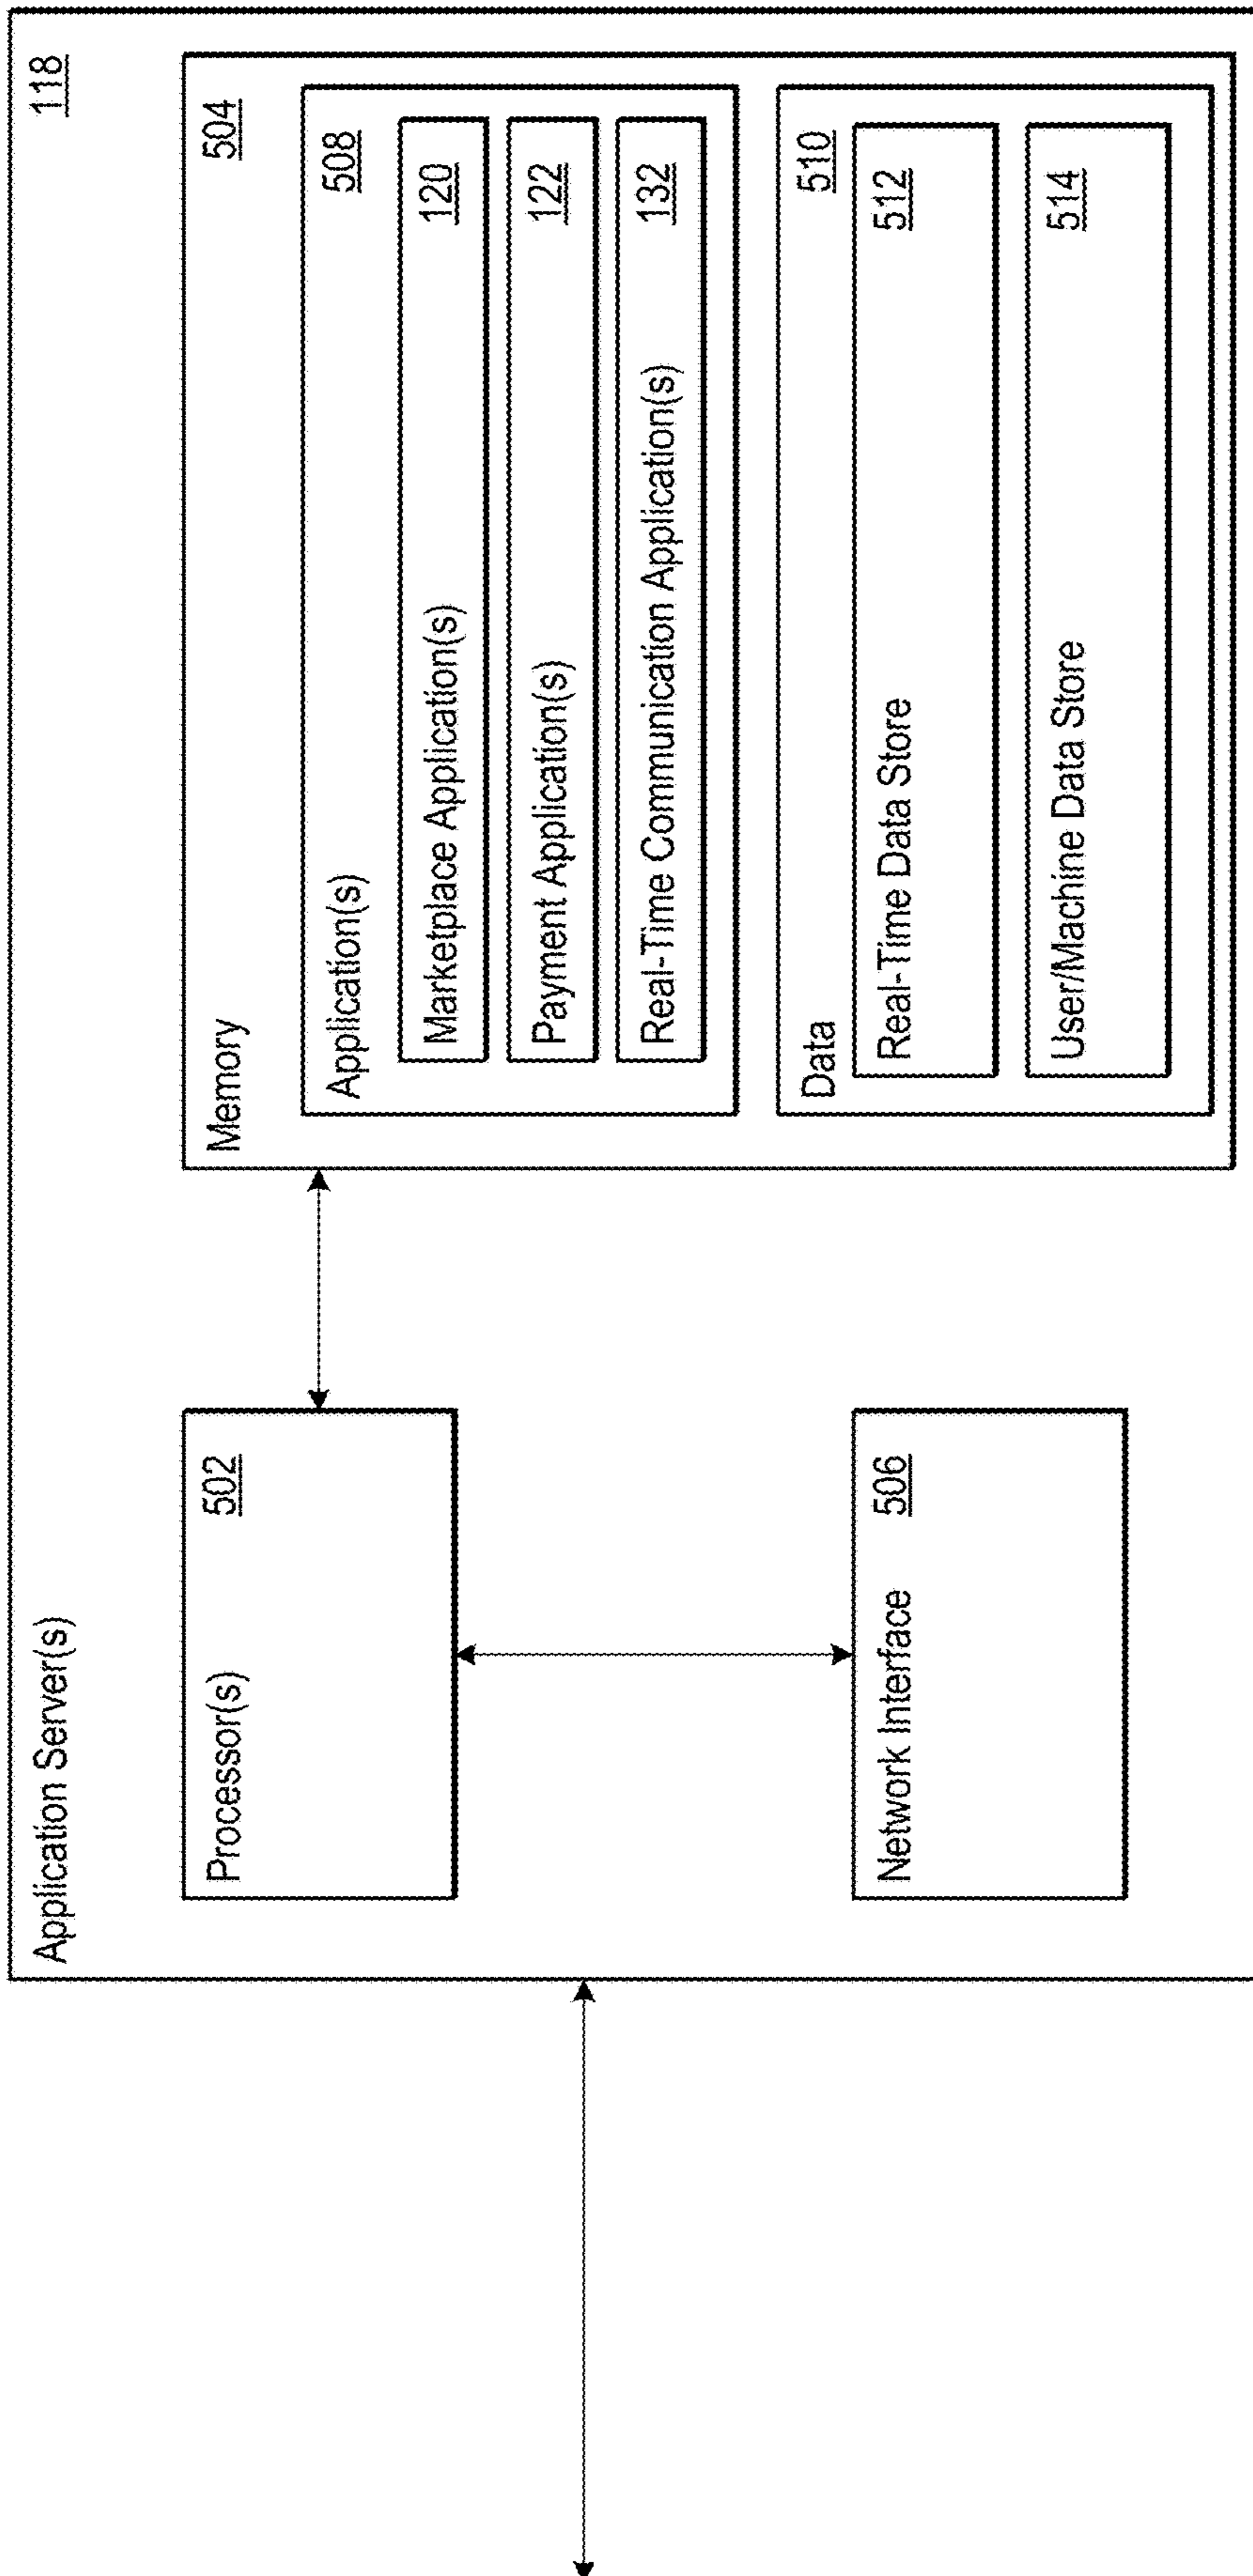 Application Server(s) 118
Processor(s) 502
Network Interface 506
Memory 504
Application(s) 508
Marketplace Application(s) 120
Payment Application(s) 122
Real-Time Communication Application(s) 132
Data 510
Real-Time Data Store 512
User/Machine Data Store 514